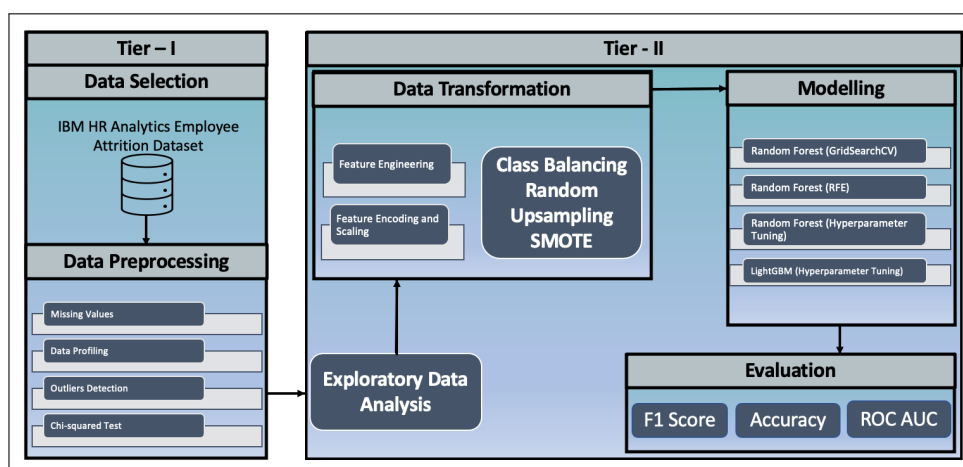 Tier – I
Data Selection
IBM HR Analytics Employee
Attrition Dataset
Data Preprocessing
Missing Values
Data Profiling
Outliers Detection
Chi-squared Test
Tier - II
Data Transformation
Feature Engineering
Feature Encoding and
Scaling
Class Balancing
Random
Upsampling
SMOTE
Exploratory Data
Analysis
Modelling
Random Forest (GridSearchCV)
Random Forest (RFE)
Random Forest (Hyperparameter
Tuning)
LightGBM (Hyperparameter Tuning)
Evaluation
F1 Score
Accuracy
ROC AUC